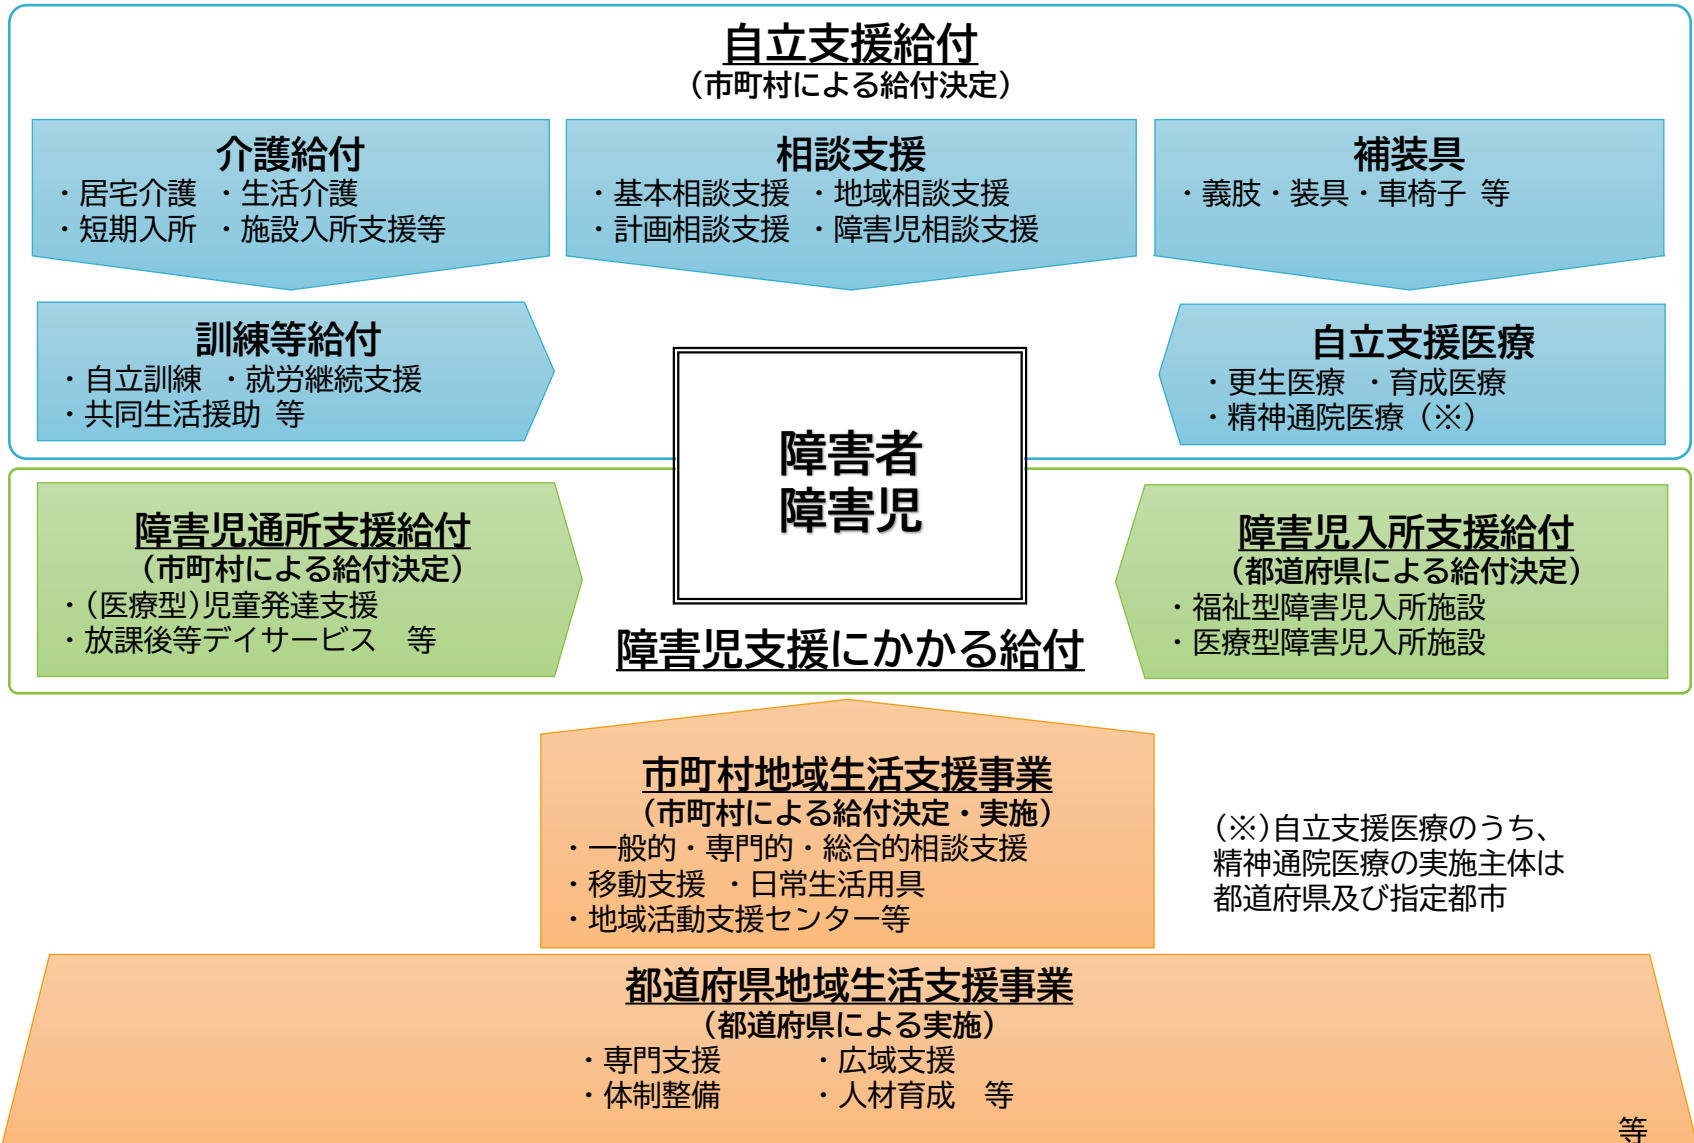 自立支援給付
（市町村による給付決定）
介護給付
・居宅介護 ・生活介護
・短期入所 ・施設入所支援等
相談支援
・基本相談支援 ・地域相談支援
・計画相談支援 ・障害児相談支援
補装具
・義肢・装具・車椅子 等
訓練等給付
・自立訓練 ・就労継続支援
・共同生活援助 等
自立支援医療
・更生医療 ・育成医療
・精神通院医療（※）
障害者
障害児
障害児通所支援給付
（市町村による給付決定）
・(医療型)児童発達支援
・放課後等デイサービス　等
障害児支援にかかる給付
障害児入所支援給付
（都道府県による給付決定）
・福祉型障害児入所施設
・医療型障害児入所施設
市町村地域生活支援事業
（市町村による給付決定・実施）
・一般的・専門的・総合的相談支援
・移動支援 ・日常生活用具
・地域活動支援センター等
(※)自立支援医療のうち、
精神通院医療の実施主体は
都道府県及び指定都市
都道府県地域生活支援事業
（都道府県による実施）
・専門支援　　　・広域支援
・体制整備　　　・人材育成　等
等